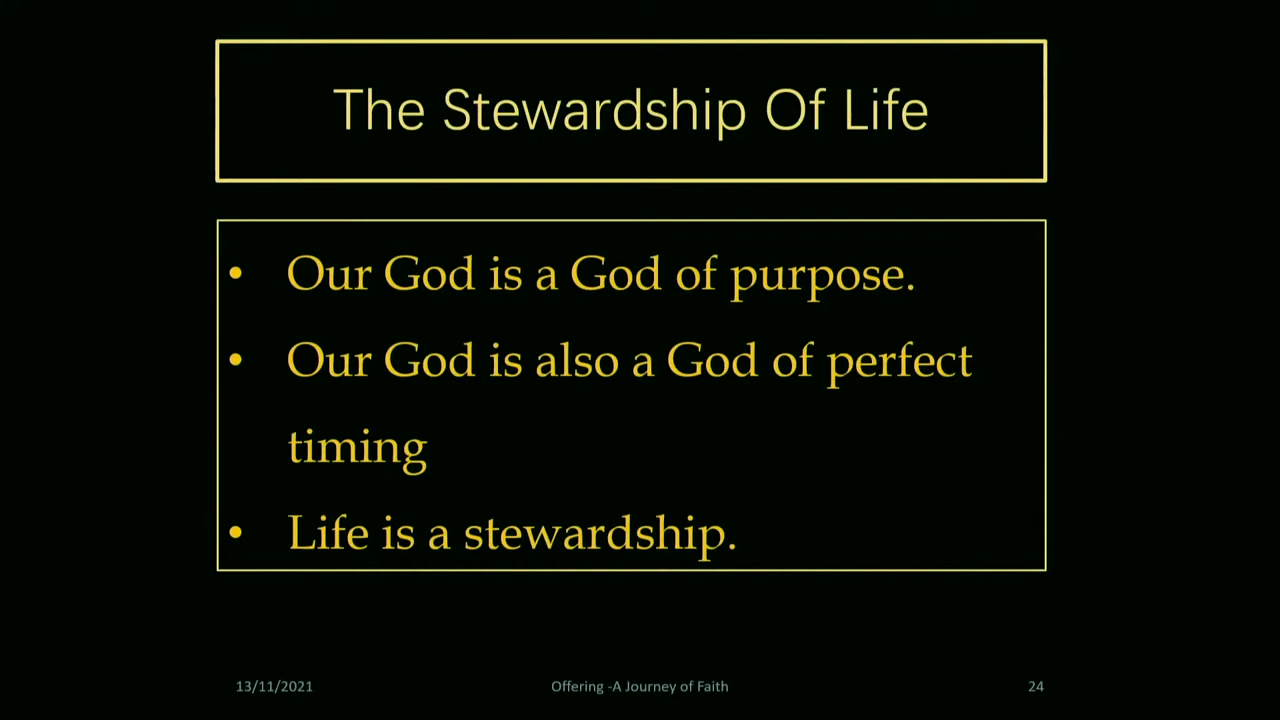 The Stewardship Of Life
• Our God is a God of purpose.
• Our God is also a God of perfect
timing
• Life is a stewardship.
13/11/2021 Offering -A Journey of Faith 24